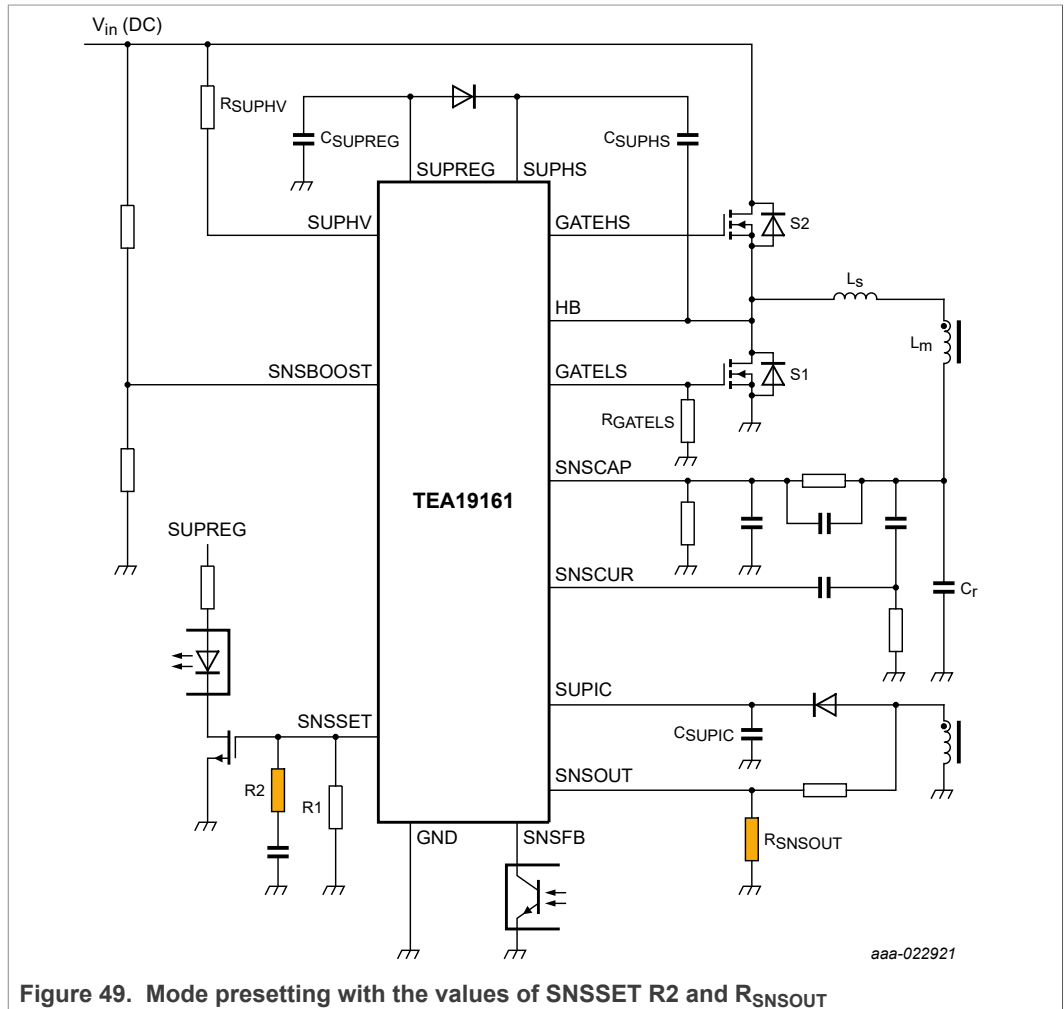 Vin (DC)
RSUPHV
CSUPREG
CSUPHS
SUPREG
SUPHS
SUPHV
GATEHS
S2
Ls
HB
Lm
SNSBOOST
GATELS
S1
RGATELS
SNSCAP
TEA19161
SUPREG
SNSCUR
Cr
SUPIC
SNSSET
CSUPIC
SNSOUT
R2
R1
RSNSOUT
GND
SNSFB
aaa-022921
Figure 49. Mode presetting with the values of SNSSET R2 and RSNSOUT